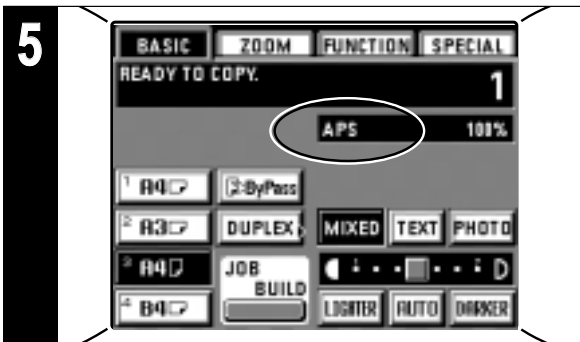 5
BASIC ZOOM FUNCTION SPECIAL
READY TO COPY.
1
APS 100%
1 A4 2:ByPass
2 A3 DUPLEX MIXED TEXT PHOTO
3 A4 JOB
BUILD
4 B4 LIGHTER AUTO DARKER